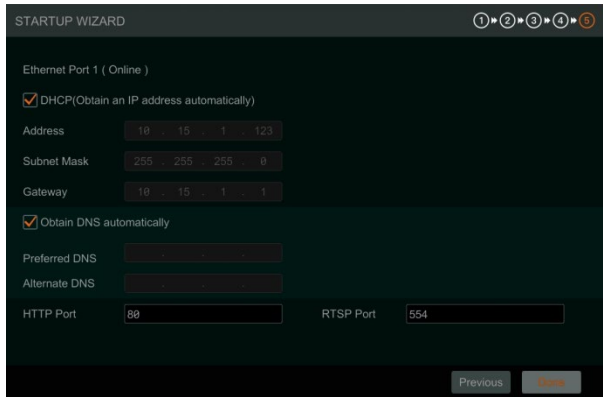 STARTUP WIZARD 1 2 3 4 5
Ethernet Port 1 ( Online )
DHCP(Obtain an IP address automatically)
Address 10 . 15 . 1 . 123
Subnet Mask 255 . 255 . 255 . 0
Gateway 10 . 15 . 1 . 1
Obtain DNS automatically
Preferred DNS . . .
Alternate DNS . . .
HTTP Port 80 RTSP Port 554
Previous Done